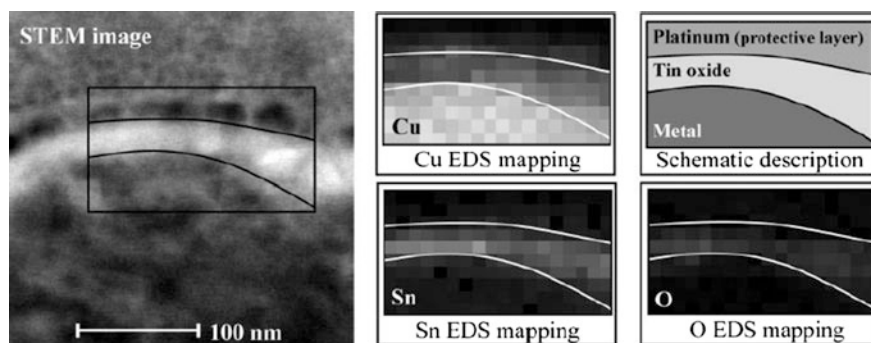 STEM image
100 nm
Cu
Cu EDS mapping
Platinum (protective layer)
Tin oxide
Metal
Schematic description
Sn
Sn EDS mapping
O
O EDS mapping